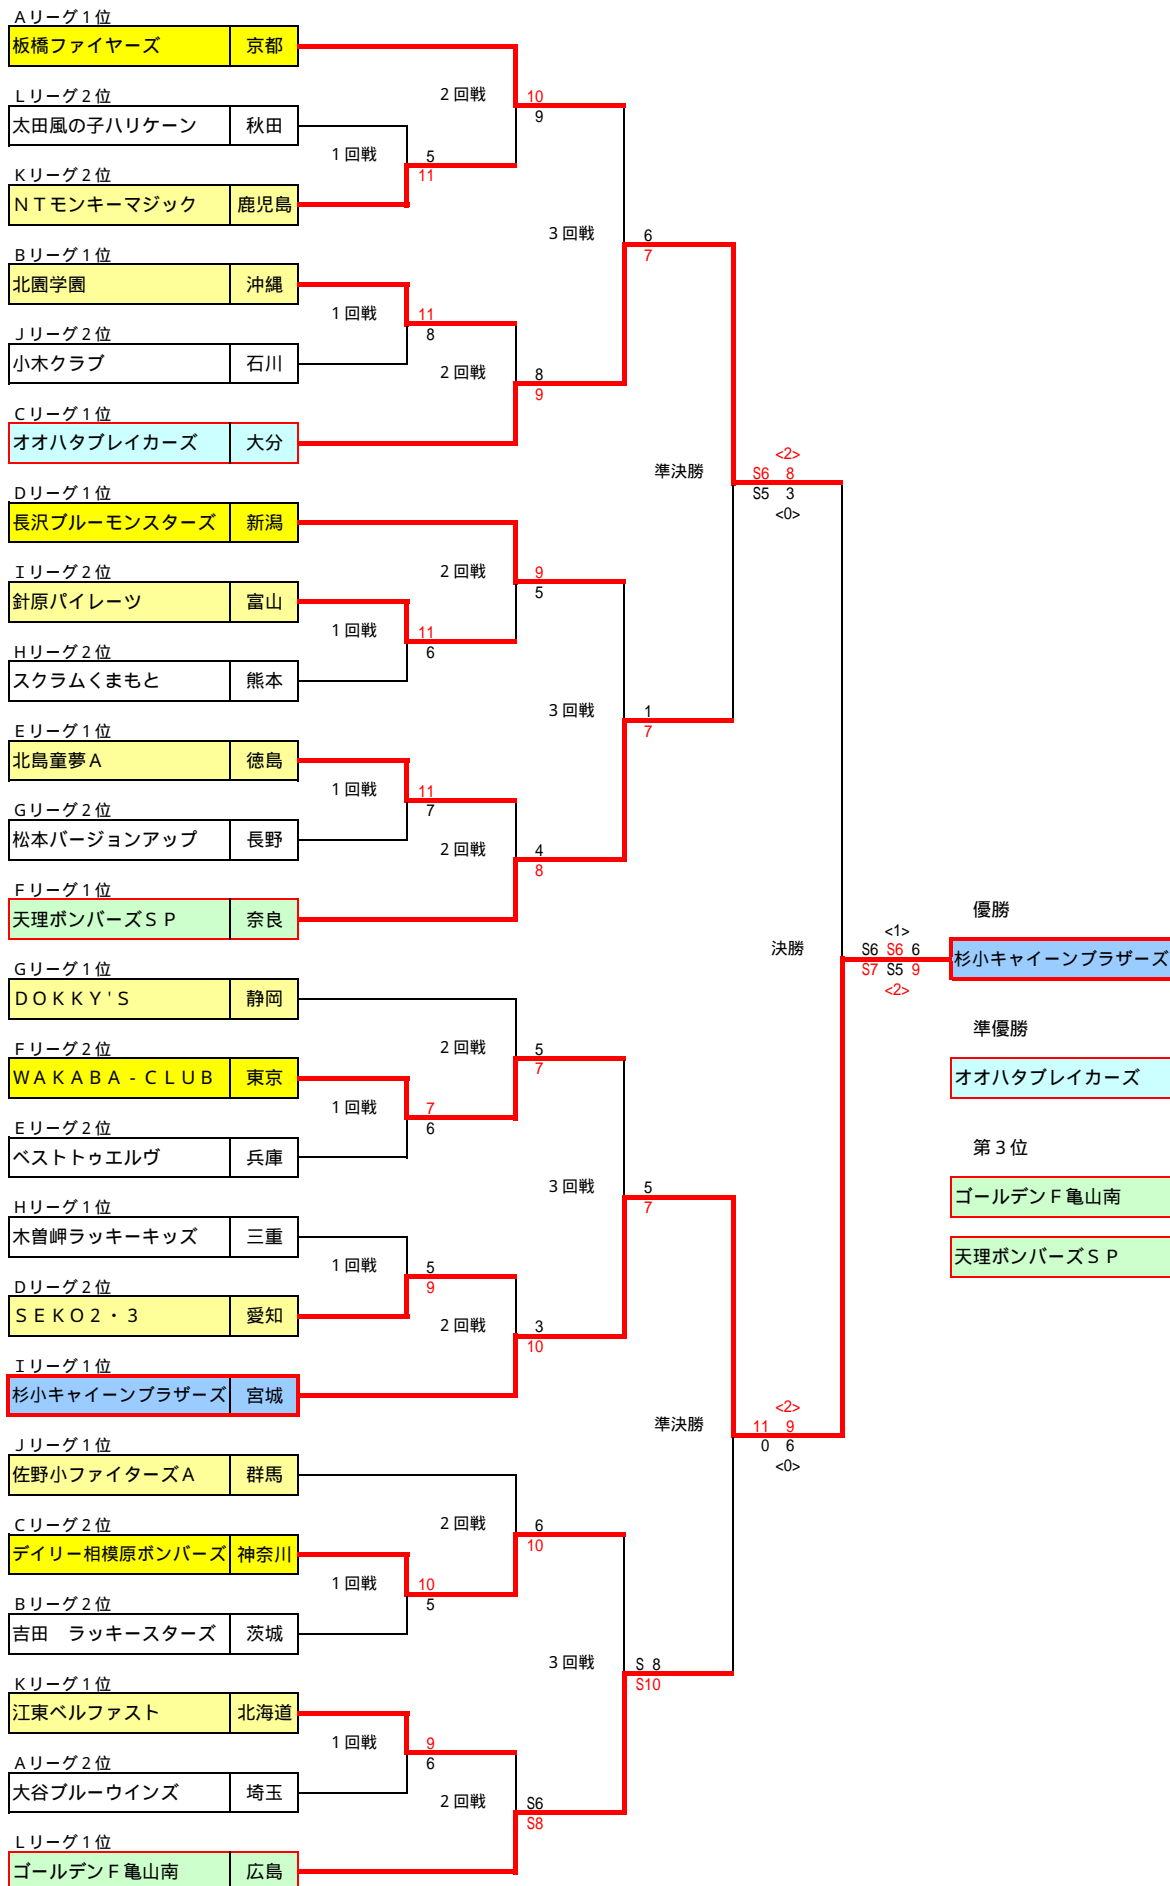 Aリーグ1位
板橋ファイヤーズ 京都
2回戦 10
9
Lリーグ2位
太田風の子ハリケーン 秋田
1回戦 5
11
Kリーグ2位
NTモンキーマジック 鹿児島
3回戦 6
7
Bリーグ1位
北園学園 沖縄
1回戦 11
8
Jリーグ2位
小木クラブ 石川
2回戦 8
9
Cリーグ1位
オオハタブレイカーズ 大分
準決勝 <2>
S6 8
S5 3
<0>
Dリーグ1位
長沢ブルーモンスターズ 新潟
2回戦 9
5
Iリーグ2位
針原パイレーツ 富山
1回戦 11
6
Hリーグ2位
スクラムくまもと 熊本
3回戦 1
7
Eリーグ1位
北島童夢A 徳島
1回戦 11
7
Gリーグ2位
松本バージョンアップ 長野
2回戦 4
8
Fリーグ1位
天理ボンバーズSP 奈良
決勝 <1>
S6 S6 6
S7 S5 9
<2>
優勝
杉小キャイーンブラザーズ
準優勝
オオハタブレイカーズ
第3位
ゴールデンF亀山南
天理ボンバーズSP
Gリーグ1位
DOKKY'S 静岡
2回戦 5
7
Fリーグ2位
WAKABA-CLUB 東京
1回戦 7
6
Eリーグ2位
ベストトゥエルヴ 兵庫
3回戦 5
7
Hリーグ1位
木曽岬ラッキーキッズ 三重
1回戦 5
9
Dリーグ2位
SEKO2・3 愛知
2回戦 3
10
Iリーグ1位
杉小キャイーンブラザーズ 宮城
準決勝 <2>
11 9
0 6
<0>
Jリーグ1位
佐野小ファイターズA 群馬
2回戦 6
10
Cリーグ2位
デイリー相模原ボンバーズ 神奈川
1回戦 10
5
Bリーグ2位
吉田 ラッキースターズ 茨城
3回戦 S 8
S10
Kリーグ1位
江東ベルファスト 北海道
1回戦 9
6
Aリーグ2位
大谷ブルーウインズ 埼玉
2回戦 S6
S8
Lリーグ1位
ゴールデンF亀山南 広島